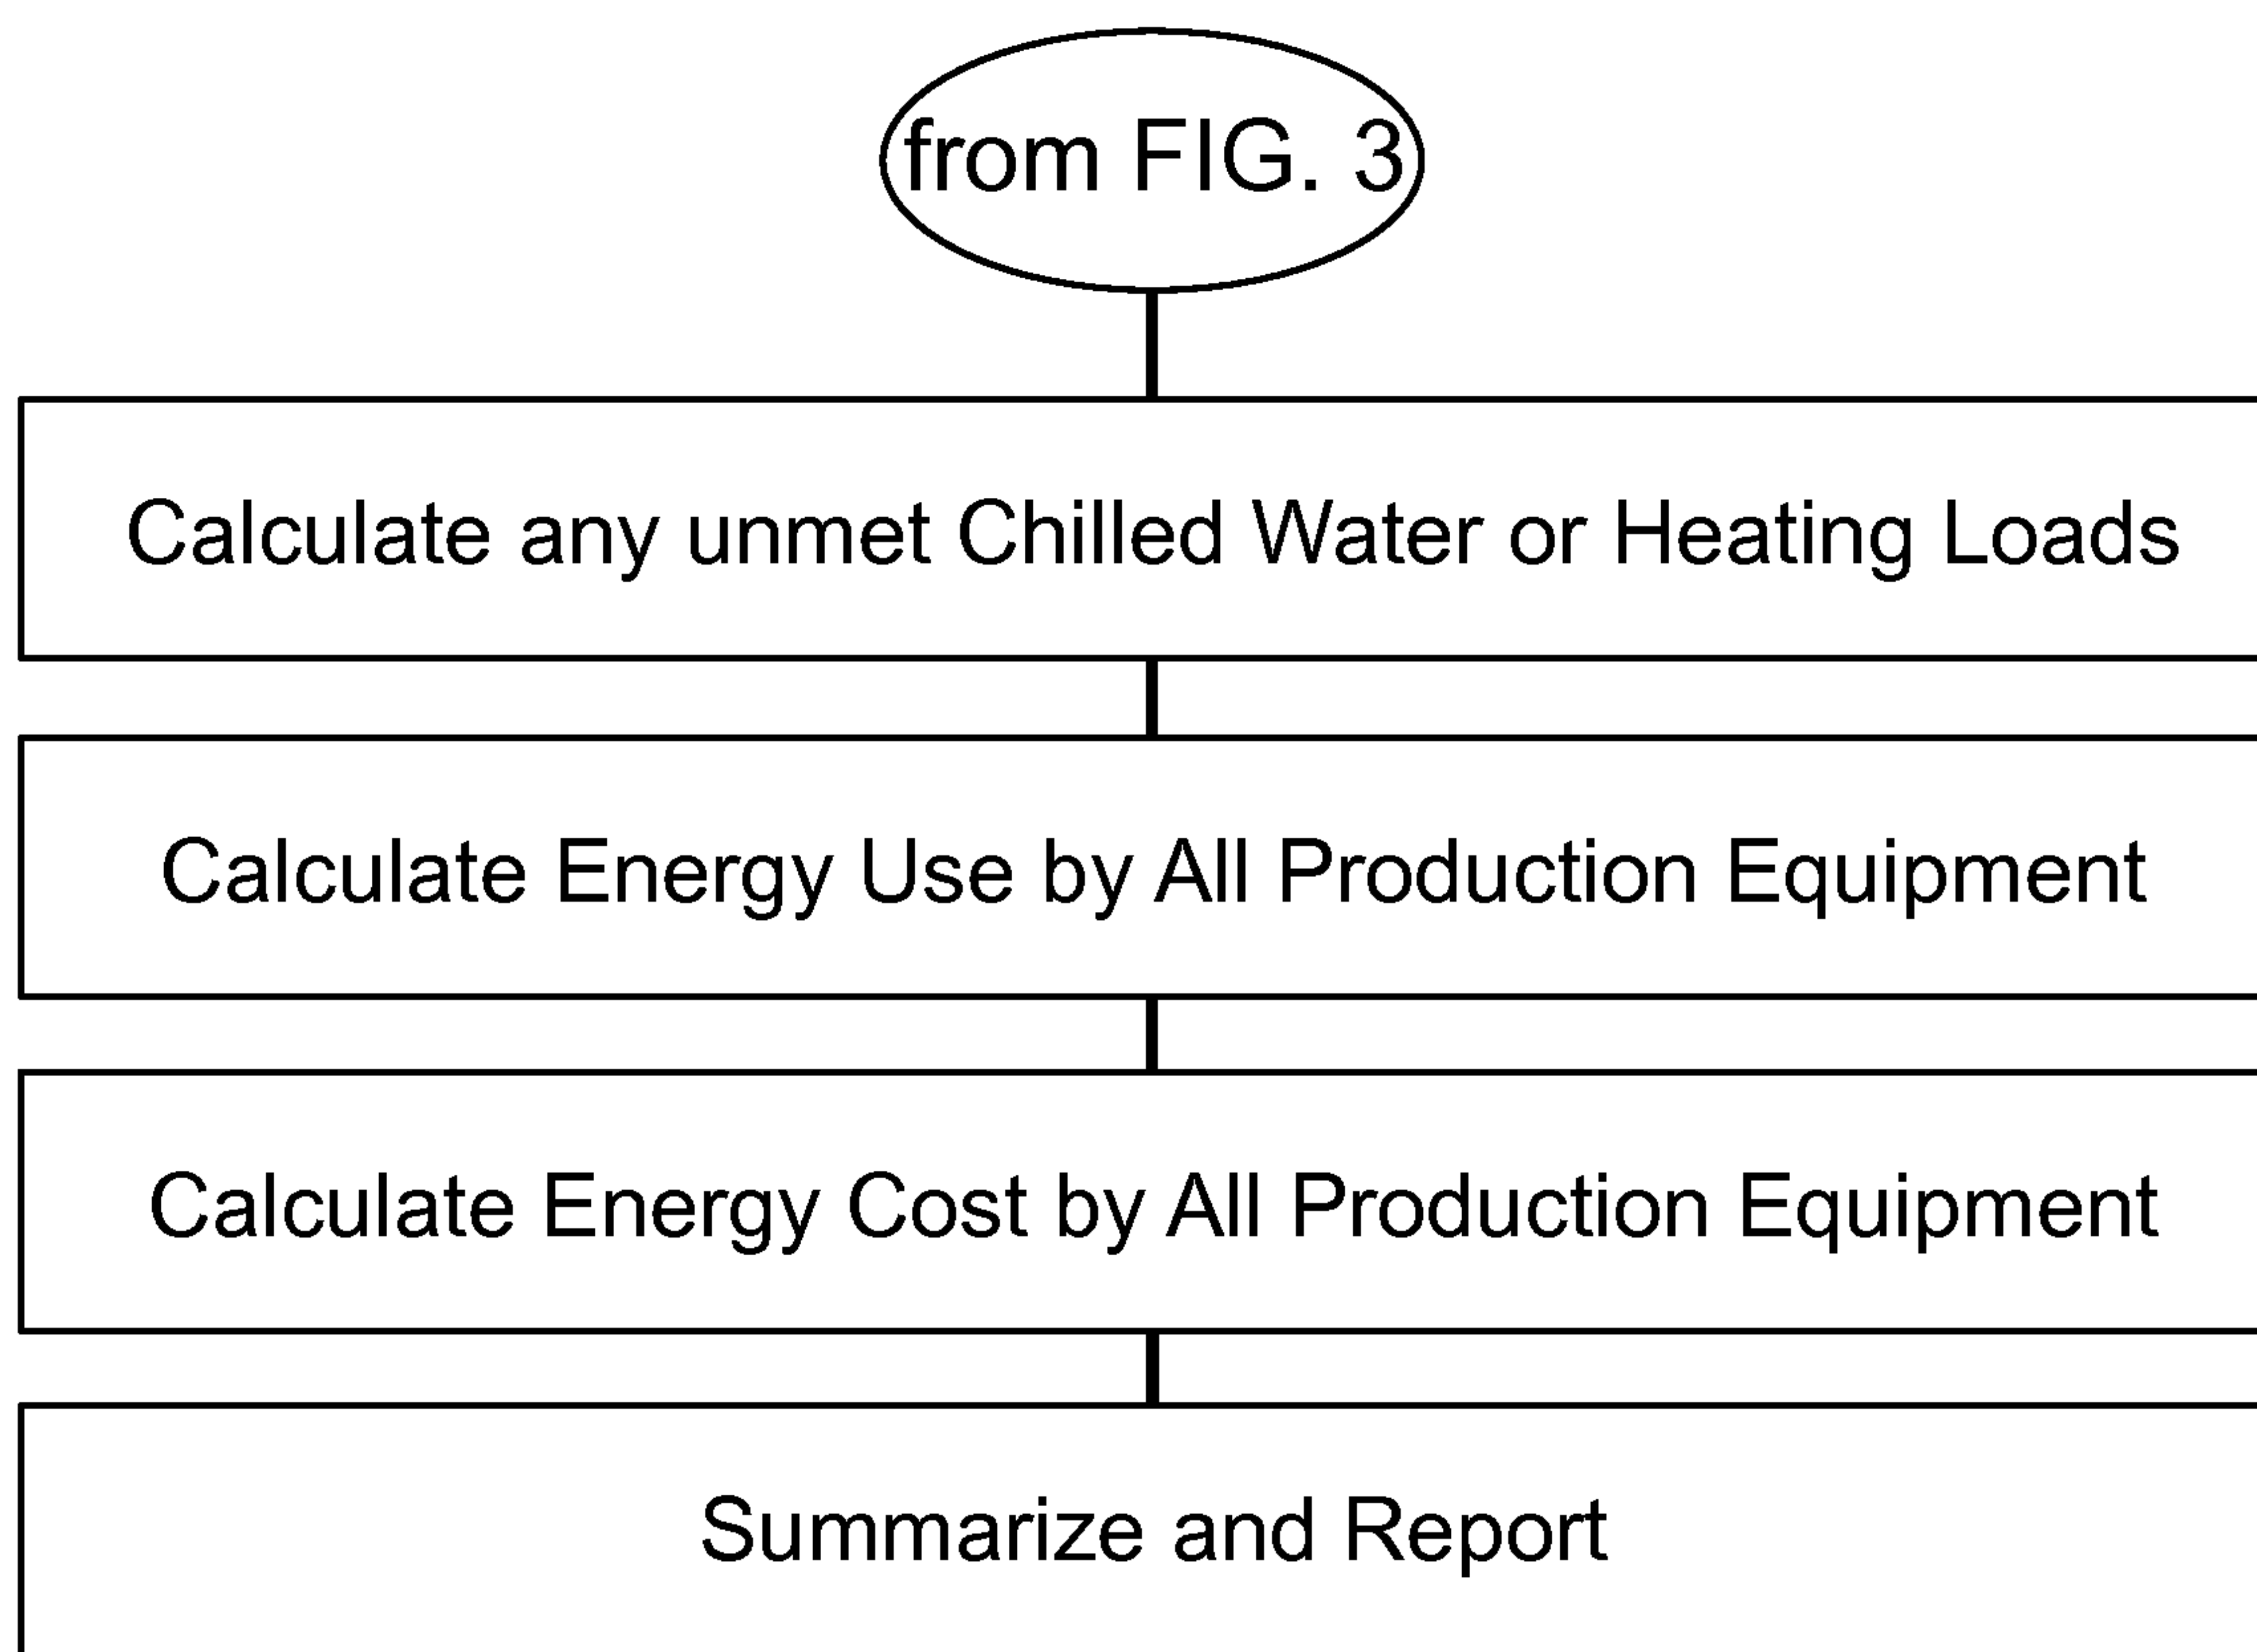 from FIG. 3
Calculate any unmet Chilled Water or Heating Loads
Calculate Energy Use by All Production Equipment
Calculate Energy Cost by All Production Equipment
Summarize and Report